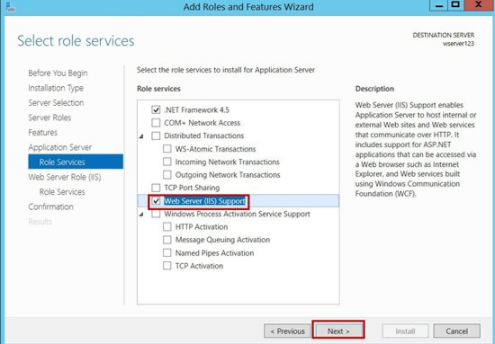 Add Roles and Features Wizard
Select role services
DESTINATION SERVER
wserver123
Before You Begin
Installation Type
Server Selection
Server Roles
Features
Application Server
Role Services
Web Server Role (IIS)
Role Services
Confirmation
Results
Select the role services to install for Application Server
Role services
.NET Framework 4.5
COM+ Network Access
Distributed Transactions
WS-Atomic Transactions
Incoming Network Transactions
Outgoing Network Transactions
TCP Port Sharing
Web Server (IIS) Support
Windows Process Activation Service Support
HTTP Activation
Message Queuing Activation
Named Pipes Activation
TCP Activation
Description
Web Server (IIS) Support enables
Application Server to host internal or
external Web sites and Web services
that communicate over HTTP. It
includes support for ASP.NET
applications that can be accessed via
a Web browser such as Internet
Explorer, and Web services built
using Windows Communication
Foundation (WCF).
< Previous
Next >
Install
Cancel